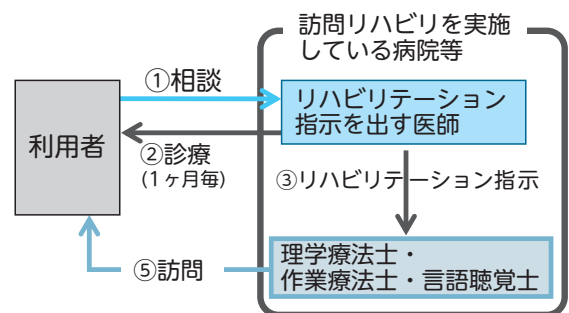 訪問リハビリを実施
している病院等
①相談
リハビリテーション
指示を出す医師
利用者
②診療
(1ヶ月毎)
③リハビリテーション指示
理学療法士・
作業療法士・言語聴覚士
⑤訪問